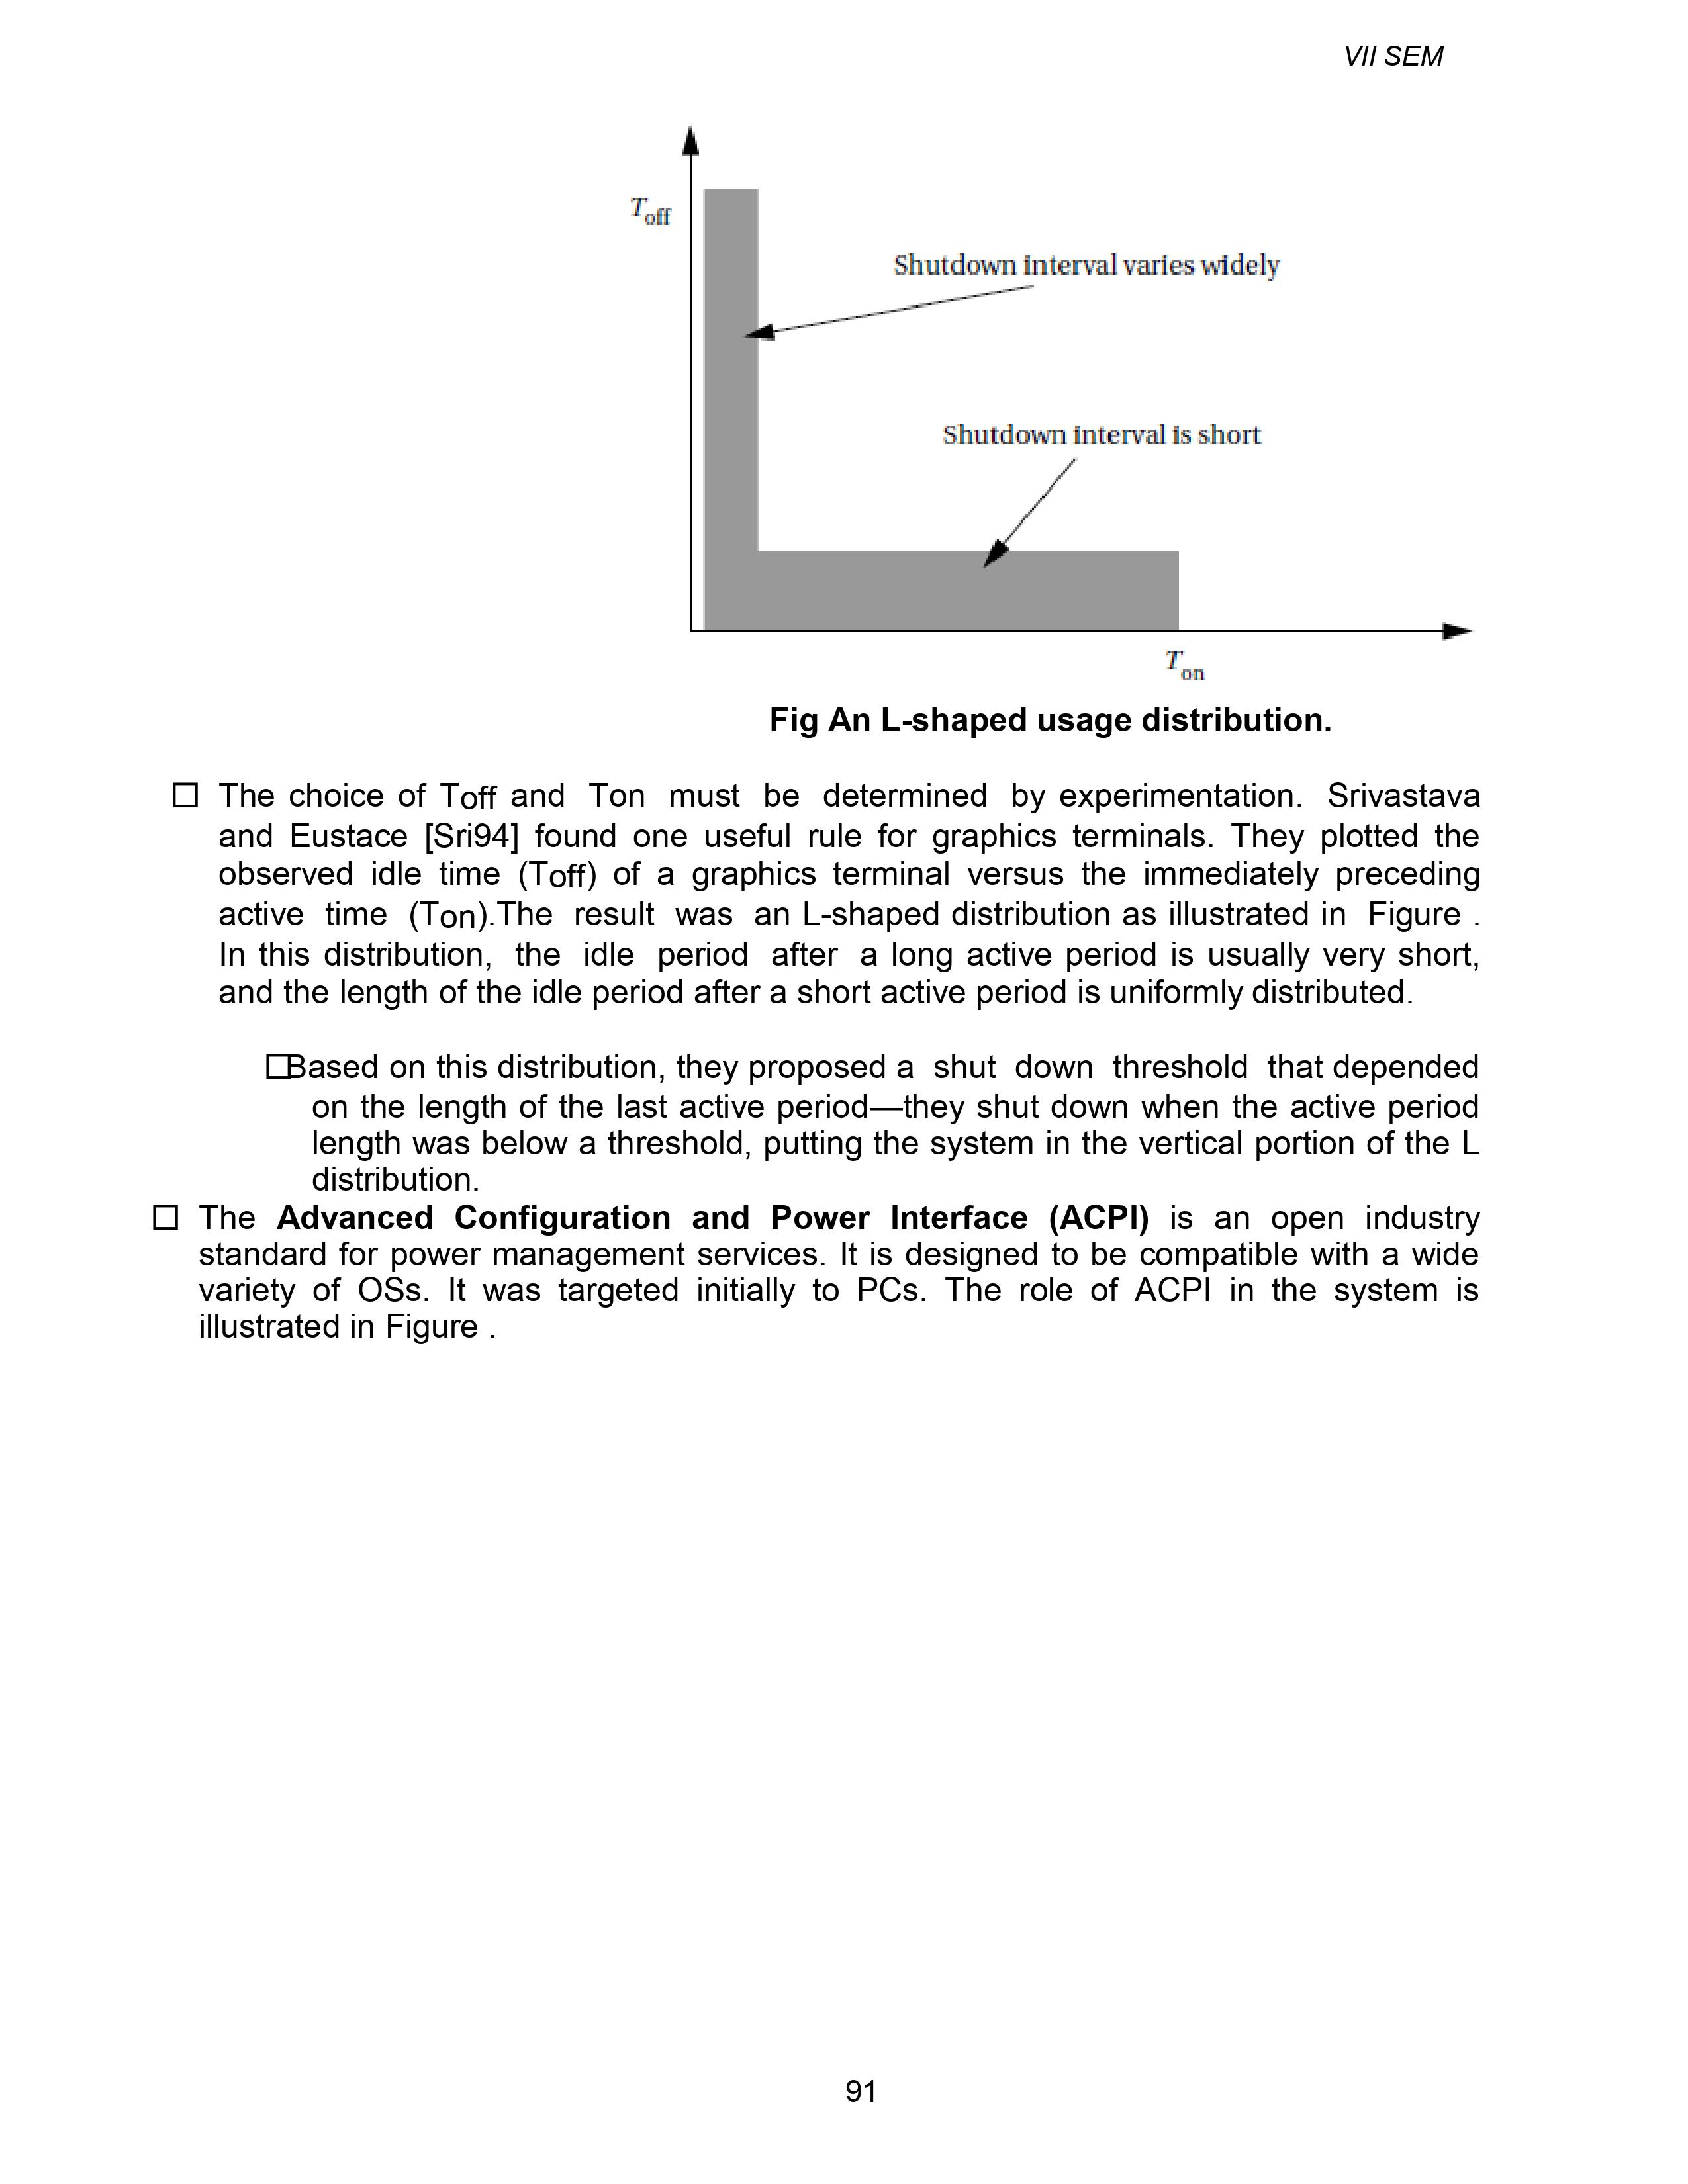 VII SEM
Toff
Shutdown interval varies widely
Shutdown interval is short
Ton
Fig An L-shaped usage distribution.
☐ The choice of Toff and Ton must be determined by experimentation. Srivastava
and Eustace [Sri94] found one useful rule for graphics terminals. They plotted the
observed idle time (Toff) of a graphics terminal versus the immediately preceding
active time (Ton).The result was an L-shaped distribution as illustrated in Figure .
In this distribution, the idle period after a long active period is usually very short,
and the length of the idle period after a short active period is uniformly distributed.
☐Based on this distribution, they proposed a shut down threshold that depended
on the length of the last active period—they shut down when the active period
length was below a threshold, putting the system in the vertical portion of the L
distribution.
☐ The Advanced Configuration and Power Interface (ACPI) is an open industry
standard for power management services. It is designed to be compatible with a wide
variety of OSs. It was targeted initially to PCs. The role of ACPI in the system is
illustrated in Figure .
91